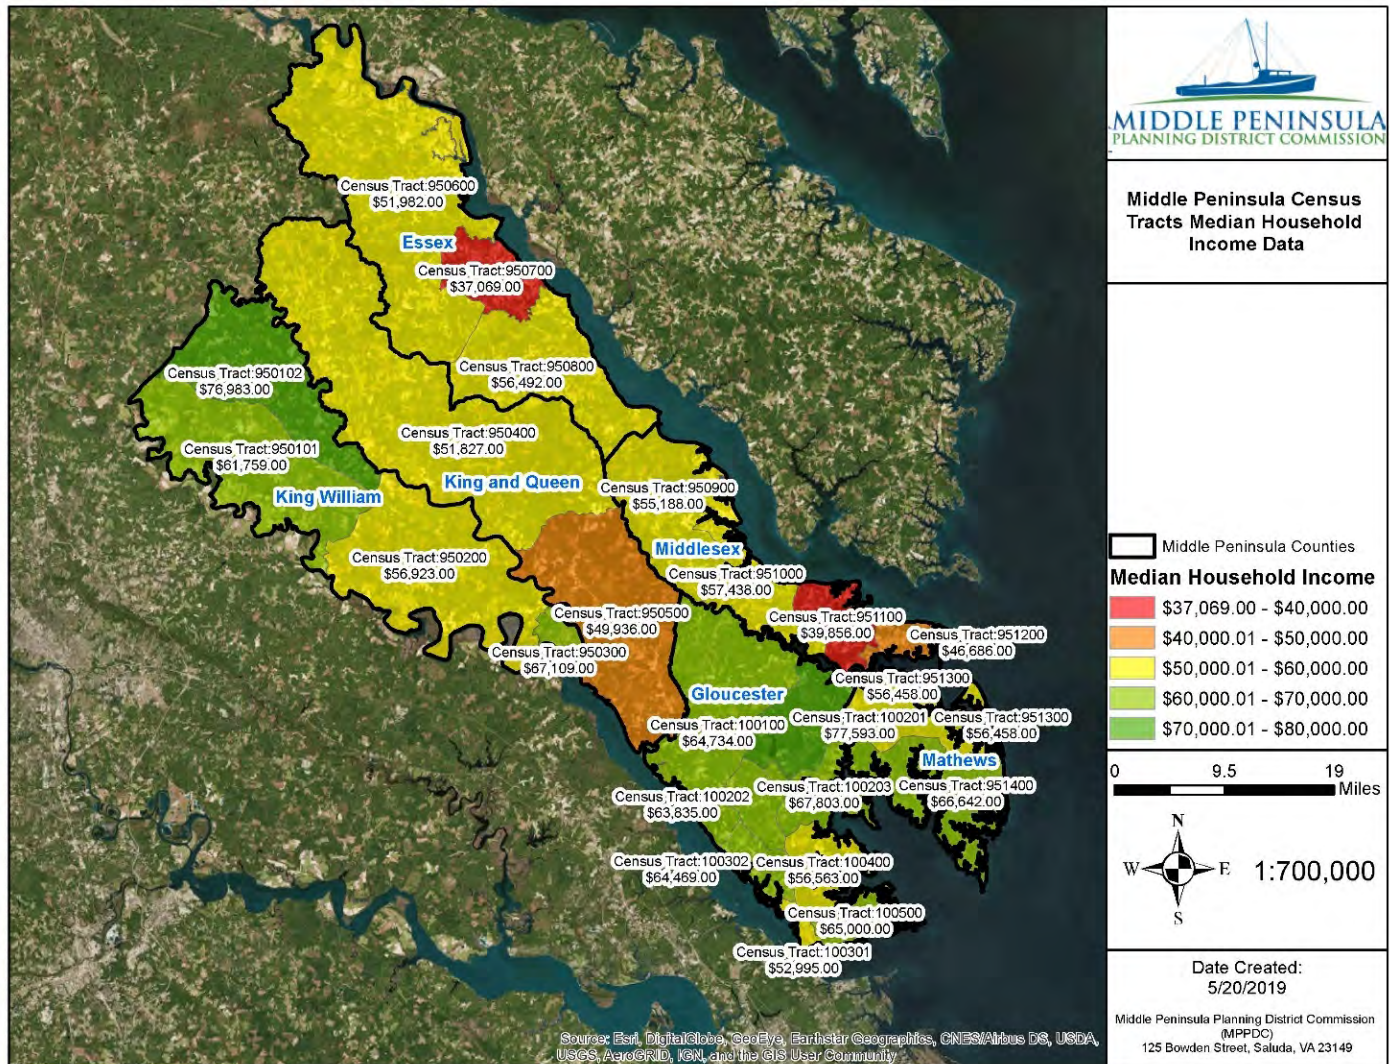 Census Tract:950600
$51,982.00
Essex
Census Tract:950700
$37,069.00
Census Tract:950800
$56,492.00
Census Tract:950102
$76,983.00
Census Tract:950101
$61,759.00
King William
Census Tract:950400
$51,827.00
King and Queen
Census Tract:950900
$55,188.00
Middlesex
Census Tract:950200
$56,923.00
Census Tract:951000
$57,438.00
Census Tract:950500
$49,936.00
Census Tract:951100
$39,856.00
Census Tract:951200
$46,686.00
Census Tract:950300
$67,109.00
Census Tract:951300
$56,458.00
Gloucester
Census Tract:100100
$64,734.00
Census Tract:100201
$77,593.00
Census Tract:951300
$56,458.00
Mathews
Census Tract:100202
$63,835.00
Census Tract:100203
$67,803.00
Census Tract:951400
$66,642.00
Census Tract:100302
$64,469.00
Census Tract:100400
$56,563.00
Census Tract:100500
$65,000.00
Census Tract:100301
$52,995.00
Source: Esri, DigitalGlobe, GeoEye, Earthstar Geographics, CNES/Airbus DS, USDA,
USGS, AeroGRID, IGN, and the GIS User Community
MIDDLE PENINSULA
PLANNING DISTRICT COMMISSION
Middle Peninsula Census
Tracts Median Household
Income Data
Middle Peninsula Counties
Median Household Income
$37,069.00 - $40,000.00
$40,000.01 - $50,000.00
$50,000.01 - $60,000.00
$60,000.01 - $70,000.00
$70,000.01 - $80,000.00
0 9.5 19
Miles
N
W E
S
1:700,000
Date Created:
5/20/2019
Middle Peninsula Planning District Commission
(MPPDC)
125 Bowden Street, Saluda, VA 23149